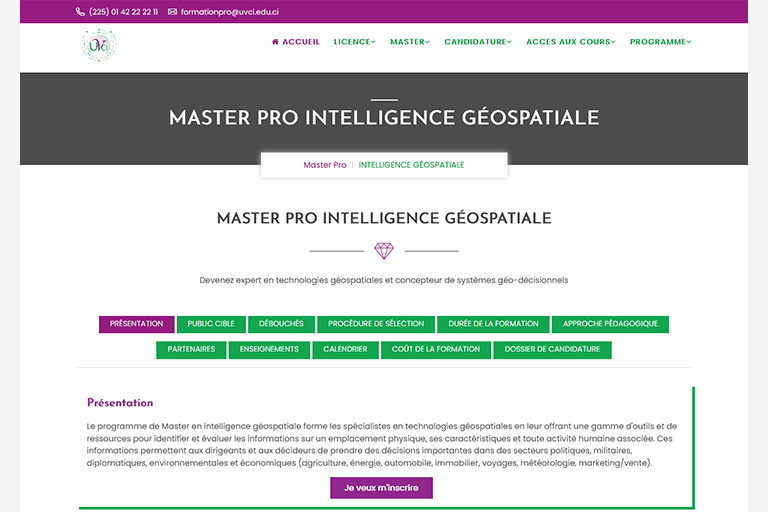 (225) 01 42 22 22 11 formationpro@uvci.edu.ci
UVCi
ACCUEIL LICENCE MASTER CANDIDATURE ACCES AUX COURS PROGRAMME
MASTER PRO INTELLIGENCE GÉOSPATIALE
Master Pro | INTELLIGENCE GÉOSPATIALE
MASTER PRO INTELLIGENCE GÉOSPATIALE
Devenez expert en technologies géospatiales et concepteur de systèmes géo-décisionnels
PRÉSENTATION PUBLIC CIBLE DÉBOUCHÉS PROCÉDURE DE SÉLECTION DURÉE DE LA FORMATION APPROCHE PÉDAGOGIQUE
PARTENAIRES ENSEIGNEMENTS CALENDRIER COÛT DE LA FORMATION DOSSIER DE CANDIDATURE
Présentation
Le programme de Master en intelligence géospatiale forme les spécialistes en technologies géospatiales en leur offrant une gamme d'outils et de
ressources pour identifier et évaluer les informations sur un emplacement physique, ses caractéristiques et toute activité humaine associée. Ces
informations permettent aux dirigeants et aux décideurs de prendre des décisions importantes dans des secteurs politiques, militaires,
diplomatiques, environnementales et économiques (agriculture, énergie, automobile, immobilier, voyages, météorologie, marketing/vente).
Je veux m'inscrire